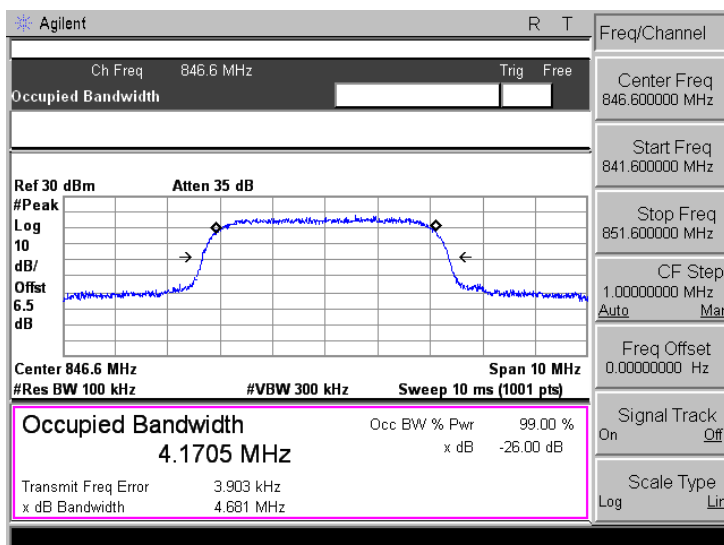 Agilent R T
Ch Freq 846.6 MHz Trig Free
Occupied Bandwidth
Ref 30 dBm Atten 35 dB
#Peak
Log
10
dB/
Offst
6.5
dB
Center 846.6 MHz Span 10 MHz
#Res BW 100 kHz #VBW 300 kHz Sweep 10 ms (1001 pts)
Occupied Bandwidth Occ BW % Pwr 99.00 %
4.1705 MHz x dB -26.00 dB
Transmit Freq Error 3.903 kHz
x dB Bandwidth 4.681 MHz
Freq/Channel
Center Freq
846.600000 MHz
Start Freq
841.600000 MHz
Stop Freq
851.600000 MHz
CF Step
1.00000000 MHz
Auto Man
Freq Offset
0.00000000 Hz
Signal Track
On Off
Scale Type
Log Lin